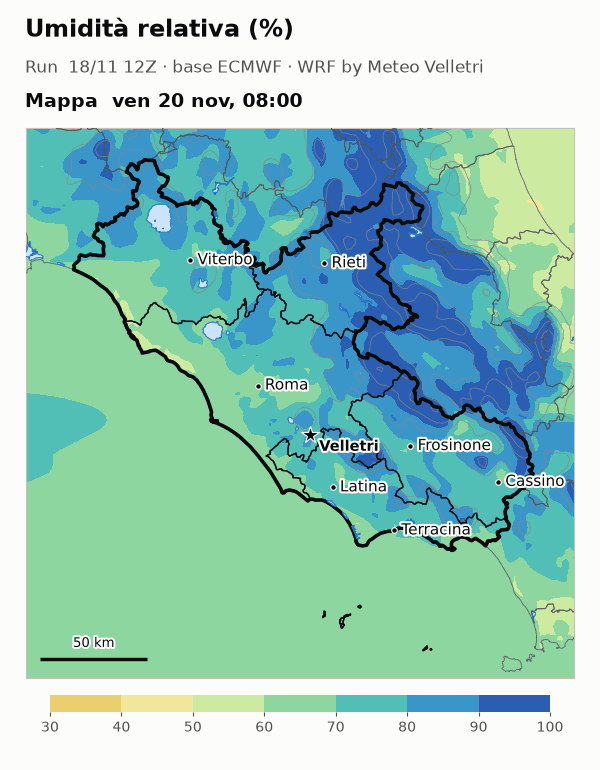 Umidità relativa (%)
Run  18/11 12Z · base ECMWF · WRF by Meteo Velletri
Mappa  ven 20 nov, 08:00
Viterbo
Rieti
Roma
Velletri
Frosinone
Cassino
Latina
Terracina
50 km
30 40 50 60 70 80 90 100